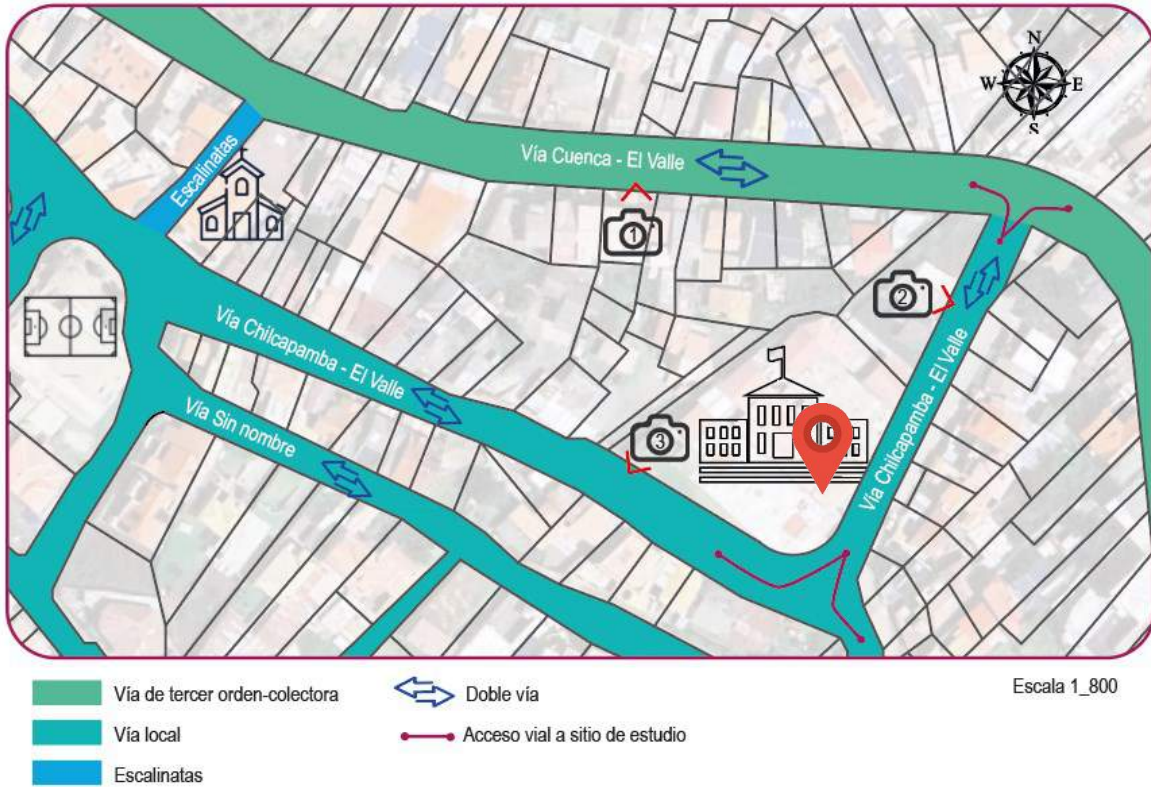 N
W E
S
Escalinatas
Vía Cuenca - El Valle
1
2
Vía Chilcapamba - El Valle
3
Vía Sin nombre
Vía Chilcapamba - El Valle
Vía de tercer orden-colectora
Doble vía
Escala 1_800
Vía local
Acceso vial a sitio de estudio
Escalinatas